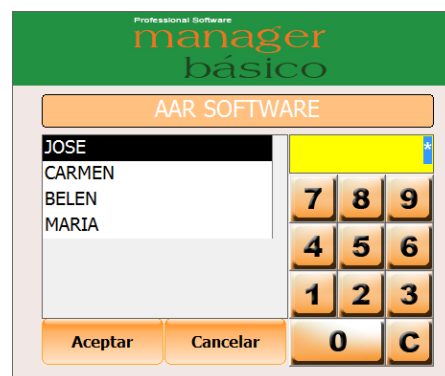 Professional Software
manager
básico
AAR SOFTWARE
JOSE
CARMEN
BELEN
MARIA
*
7 8 9
4 5 6
1 2 3
Aceptar Cancelar 0 C